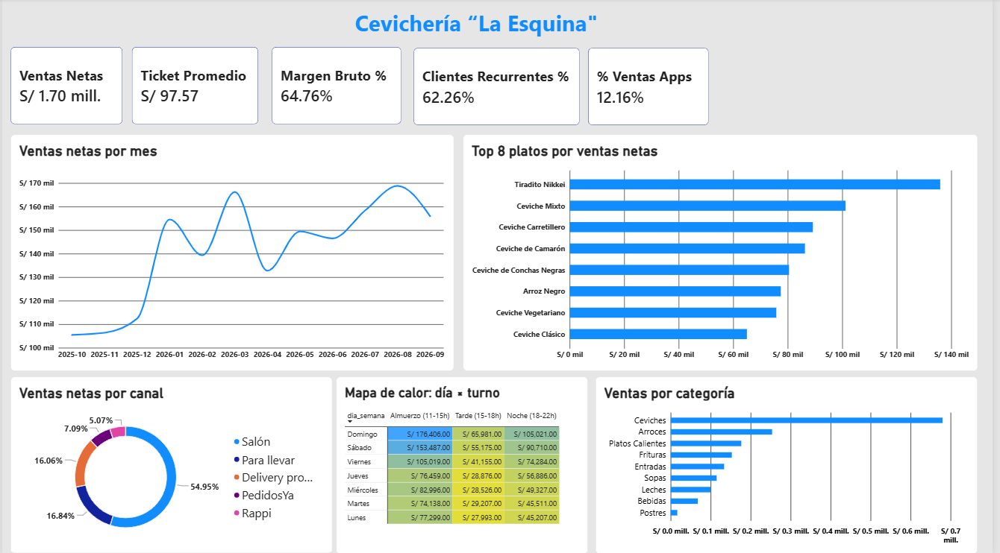 Cevichería “La Esquina"
Ventas Netas
S/ 1.70 mill.
Ticket Promedio
S/ 97.57
Margen Bruto %
64.76%
Clientes Recurrentes %
62.26%
% Ventas Apps
12.16%
Ventas netas por mes
S/ 170 mil
S/ 160 mil
S/ 150 mil
S/ 140 mil
S/ 130 mil
S/ 120 mil
S/ 110 mil
S/ 100 mil
2025-10 2025-11 2025-12 2026-01 2026-02 2026-03 2026-04 2026-05 2026-06 2026-07 2026-08 2026-09
Top 8 platos por ventas netas
Tiradito Nikkei
Ceviche Mixto
Ceviche Carretillero
Ceviche de Camarón
Ceviche de Conchas Negras
Arroz Negro
Ceviche Vegetariano
Ceviche Clásico
S/ 0 mil S/ 20 mil S/ 40 mil S/ 60 mil S/ 80 mil S/ 100 mil S/ 120 mil S/ 140 mil
Ventas netas por canal
5.07%
7.09%
16.06%
16.84%
54.95%
Salón
Para llevar
Delivery pro...
PedidosYa
Rappi
Mapa de calor: día × turno
dia_semana Almuerzo (11-15h) Tarde (15-18h) Noche (18-22h)
Domingo S/ 176,406.00 S/ 65,981.00 S/ 105,021.00
Sábado S/ 153,487.00 S/ 55,175.00 S/ 90,710.00
Viernes S/ 105,019.00 S/ 41,155.00 S/ 74,284.00
Jueves S/ 76,459.00 S/ 28,876.00 S/ 56,886.00
Miércoles S/ 82,996.00 S/ 28,526.00 S/ 49,327.00
Martes S/ 74,138.00 S/ 29,207.00 S/ 45,511.00
Lunes S/ 77,299.00 S/ 27,993.00 S/ 45,207.00
Ventas por categoría
Ceviches
Arroces
Platos Calientes
Frituras
Entradas
Sopas
Leches
Bebidas
Postres
S/ 0.0 mill. S/ 0.1 mill. S/ 0.2 mill. S/ 0.3 mill. S/ 0.4 mill. S/ 0.5 mill. S/ 0.6 mill. S/ 0.7
mill.